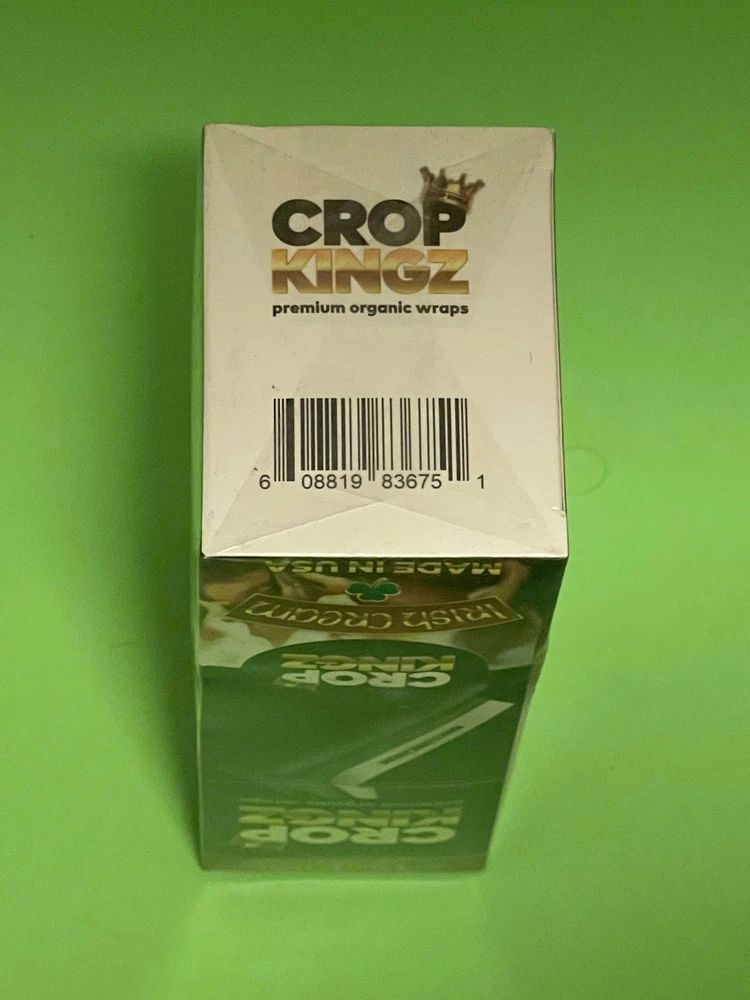 CROP
KINGZ
premium organic wraps
6 08819 83675 1
MADE IN USA
Irish Cream
CROP
KINGZ
CROP
KINGZ